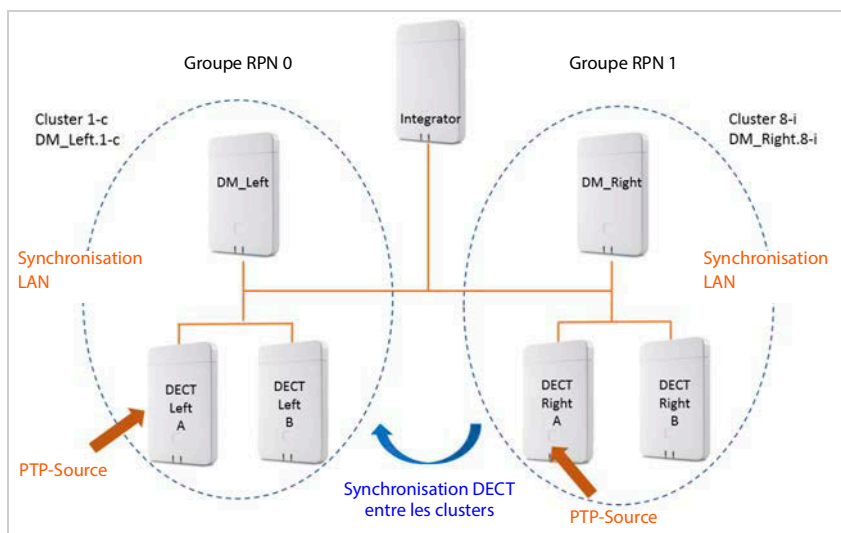 Groupe RPN 0
Groupe RPN 1
Cluster 1-c
DM_Left.1-c
Integrator
Cluster 8-i
DM_Right.8-i
DM_Left
DM_Right
Synchronisation
LAN
Synchronisation
LAN
DECT
Left
A
DECT
Left
B
DECT
Right
A
DECT
Right
B
PTP-Source
Synchronisation DECT
entre les clusters
PTP-Source